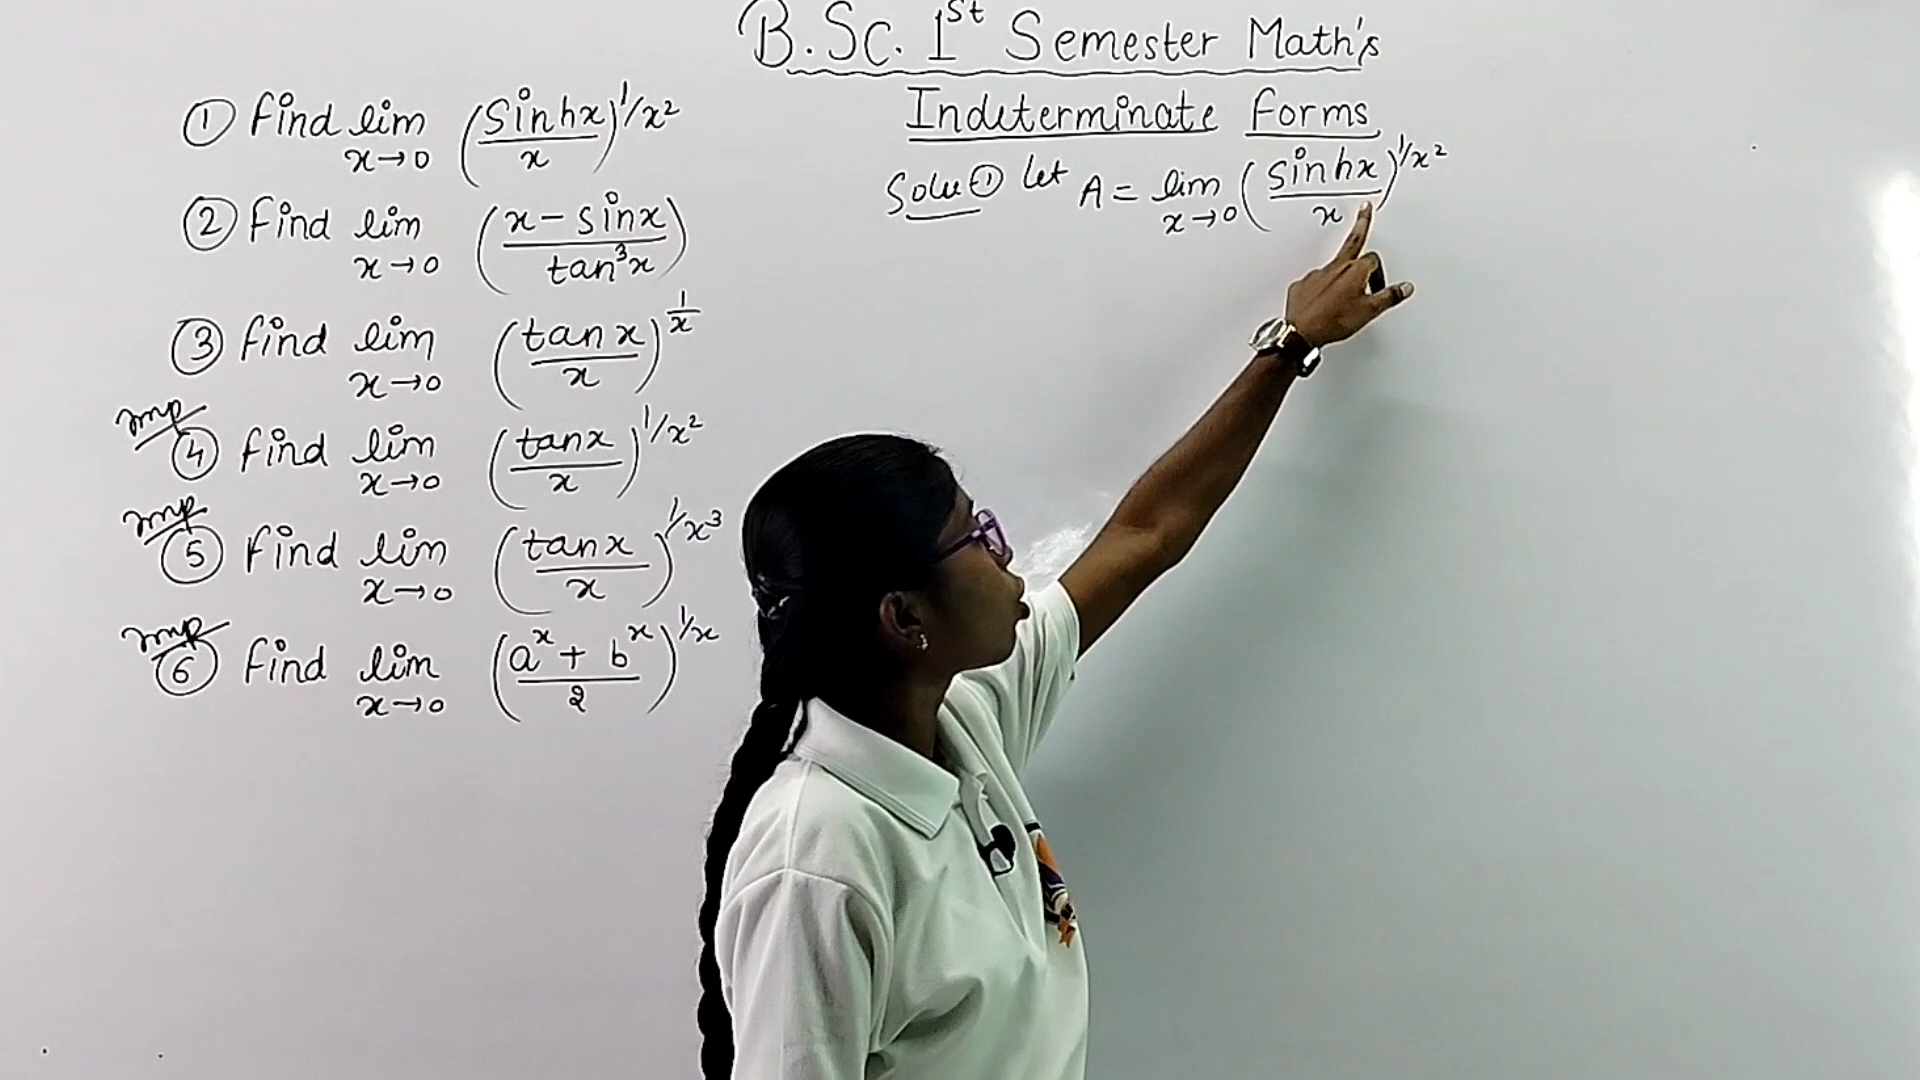 B.Sc. 1st Semester Math's
Indeterminate Forms
① Find lim x→0 (sinhx/x)^1/x²
② Find lim x→0 (x - sinx/tan³x)
③ Find lim x→0 (tanx/x)^1/x
Imp ④ Find lim x→0 (tanx/x)^1/x²
Imp ⑤ Find lim x→0 (tanx/x)^1/x³
Imp ⑥ Find lim x→0 (a^x + b^x/2)^1/x
Solu ① Let A = lim x→0 (sinhx/x)^1/x²